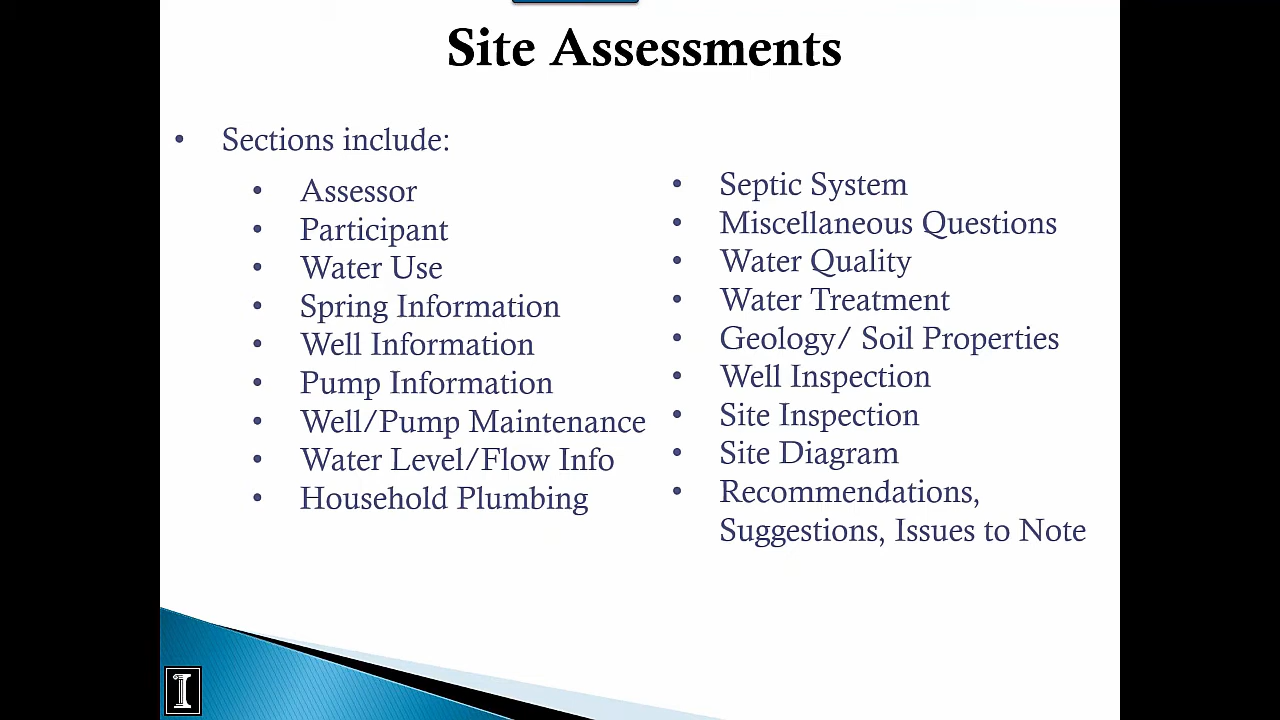 Site Assessments
• Sections include:
• Assessor
• Participant
• Water Use
• Spring Information
• Well Information
• Pump Information
• Well/Pump Maintenance
• Water Level/Flow Info
• Household Plumbing
• Septic System
• Miscellaneous Questions
• Water Quality
• Water Treatment
• Geology/ Soil Properties
• Well Inspection
• Site Inspection
• Site Diagram
• Recommendations,
Suggestions, Issues to Note
I